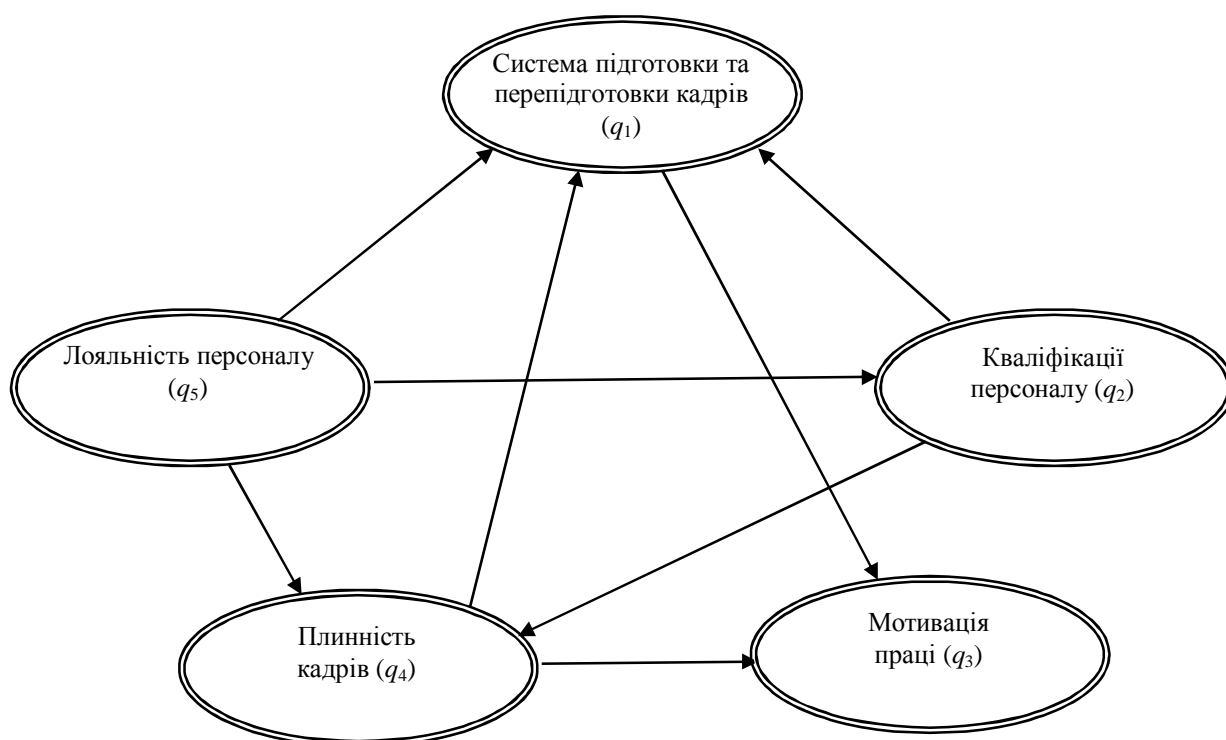 Система підготовки та
перепідготовки кадрів
(q₁)
Лояльність персоналу
(q₅)
Кваліфікації
персоналу (q₂)
Плинність
кадрів (q₄)
Мотивація
праці (q₃)